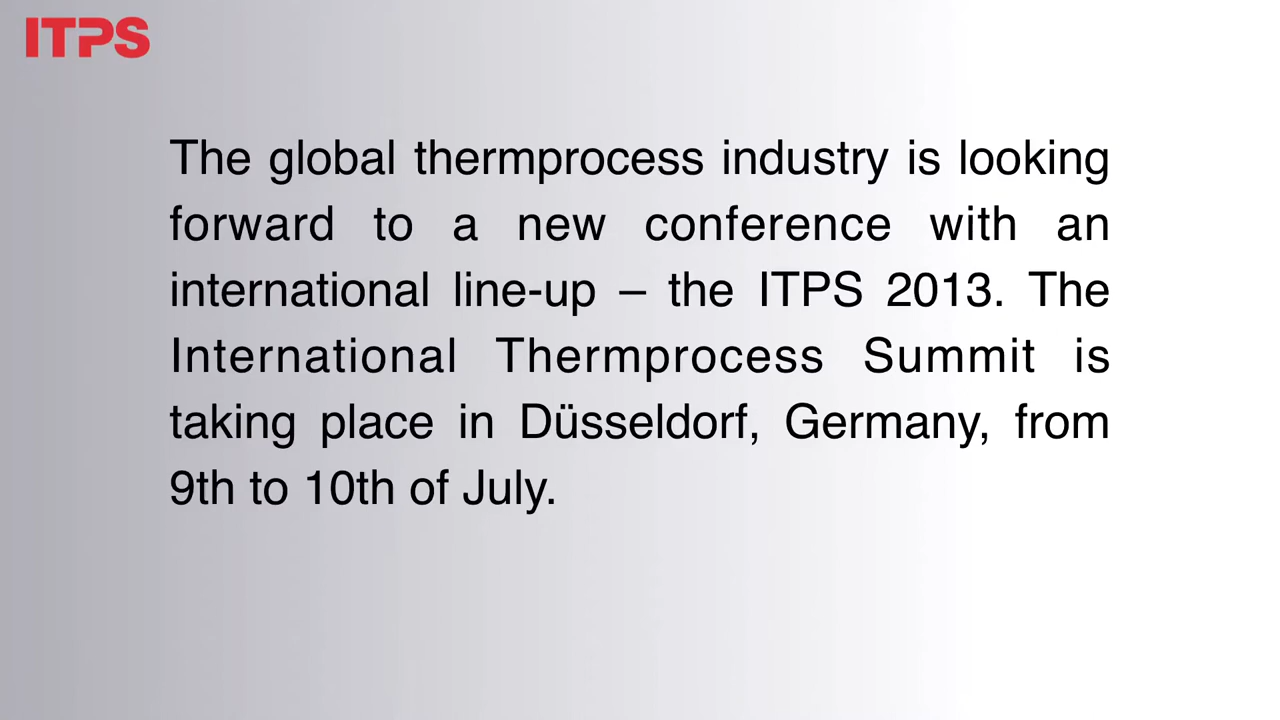 ITPS
The global thermprocess industry is looking
forward to a new conference with an
international line-up – the ITPS 2013. The
International Thermprocess Summit is
taking place in Düsseldorf, Germany, from
9th to 10th of July.